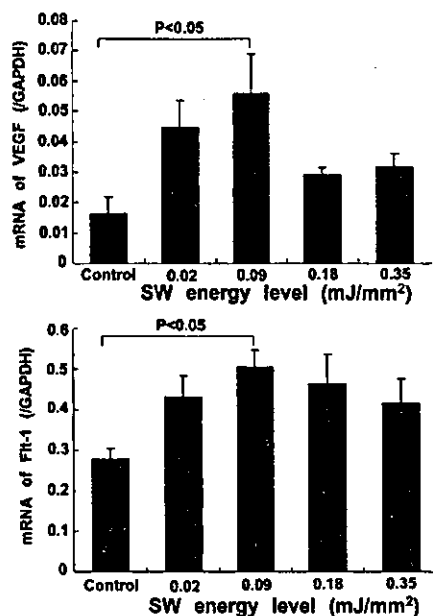 P<0.05
mRNA of VEGF (/GAPDH)
0.08
0.07
0.06
0.05
0.04
0.03
0.02
0.01
0
Control 0.02 0.09 0.18 0.35
SW energy level (mJ/mm²)
P<0.05
mRNA of Flt-1 (/GAPDH)
0.6
0.5
0.4
0.3
0.2
0.1
0
Control 0.02 0.09 0.18 0.35
SW energy level (mJ/mm²)